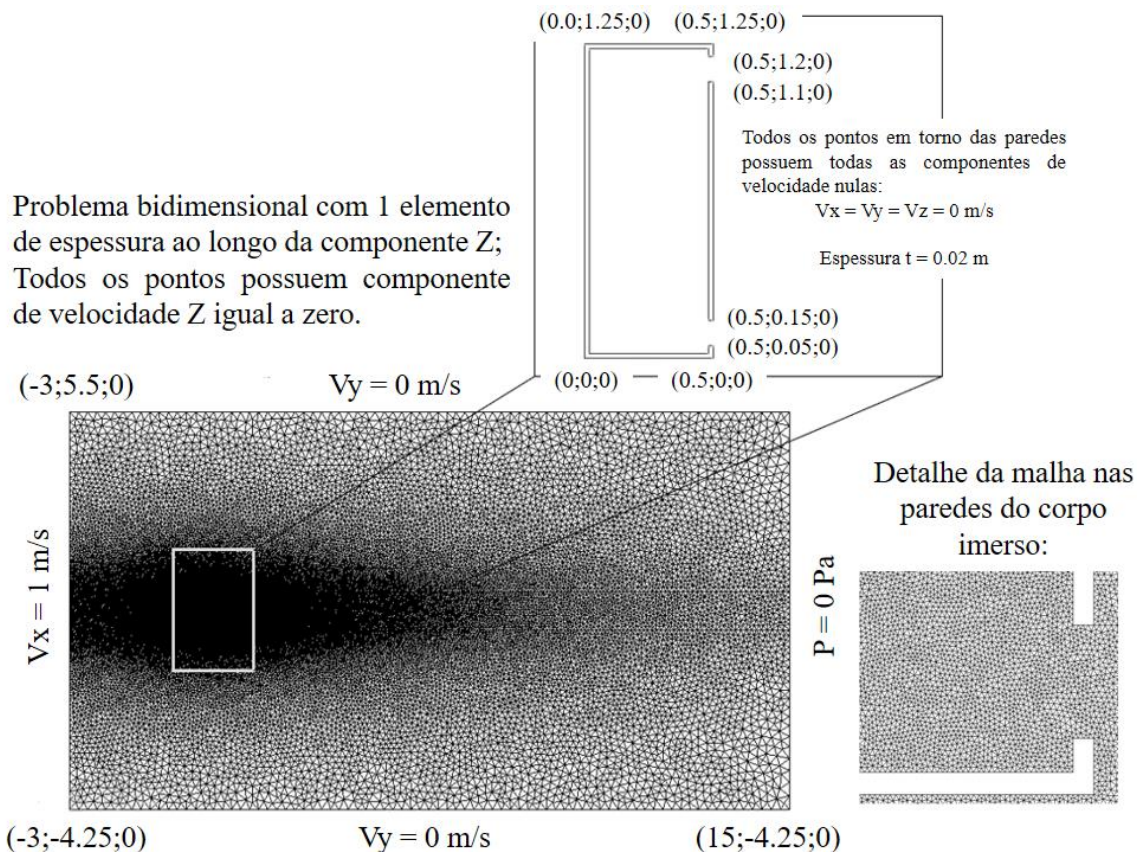 (0.0;1.25;0) (0.5;1.25;0)
(0.5;1.2;0)
(0.5;1.1;0)
Todos os pontos em torno das paredes
possuem todas as componentes de
velocidade nulas:
Vx = Vy = Vz = 0 m/s
Espessura t = 0.02 m
(0.5;0.15;0)
(0.5;0.05;0)
(0;0;0) (0.5;0;0)
Problema bidimensional com 1 elemento
de espessura ao longo da componente Z;
Todos os pontos possuem componente
de velocidade Z igual a zero.
(-3;5.5;0) Vy = 0 m/s
Vx = 1 m/s
P = 0 Pa
Detalhe da malha nas
paredes do corpo
imerso:
(-3;-4.25;0) Vy = 0 m/s (15;-4.25;0)